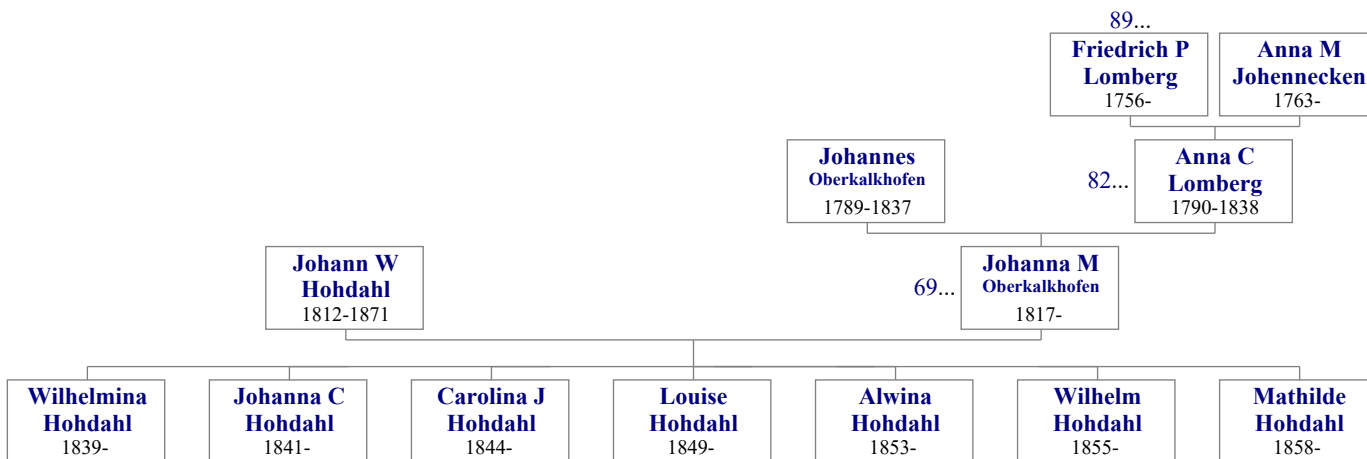 89...
Friedrich P
Lomberg
1756-
Anna M
Johennecken
1763-
Johannes
Oberkalkhofen
1789-1837
82...
Anna C
Lomberg
1790-1838
Johann W
Hohdahl
1812-1871
69...
Johanna M
Oberkalkhofen
1817-
Wilhelmina
Hohdahl
1839-
Johanna C
Hohdahl
1841-
Carolina J
Hohdahl
1844-
Louise
Hohdahl
1849-
Alwina
Hohdahl
1853-
Wilhelm
Hohdahl
1855-
Mathilde
Hohdahl
1858-